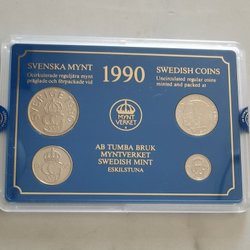 SVENSKA MYNT
Ocirkulerade reguljära mynt
präglade och förpackade vid
1990
SWEDISH COINS
Uncirculated regular coins
minted and packed at
MYNT
VERKET
AB TUMBA BRUK
MYNTVERKET
SWEDISH MINT
ESKILSTUNA